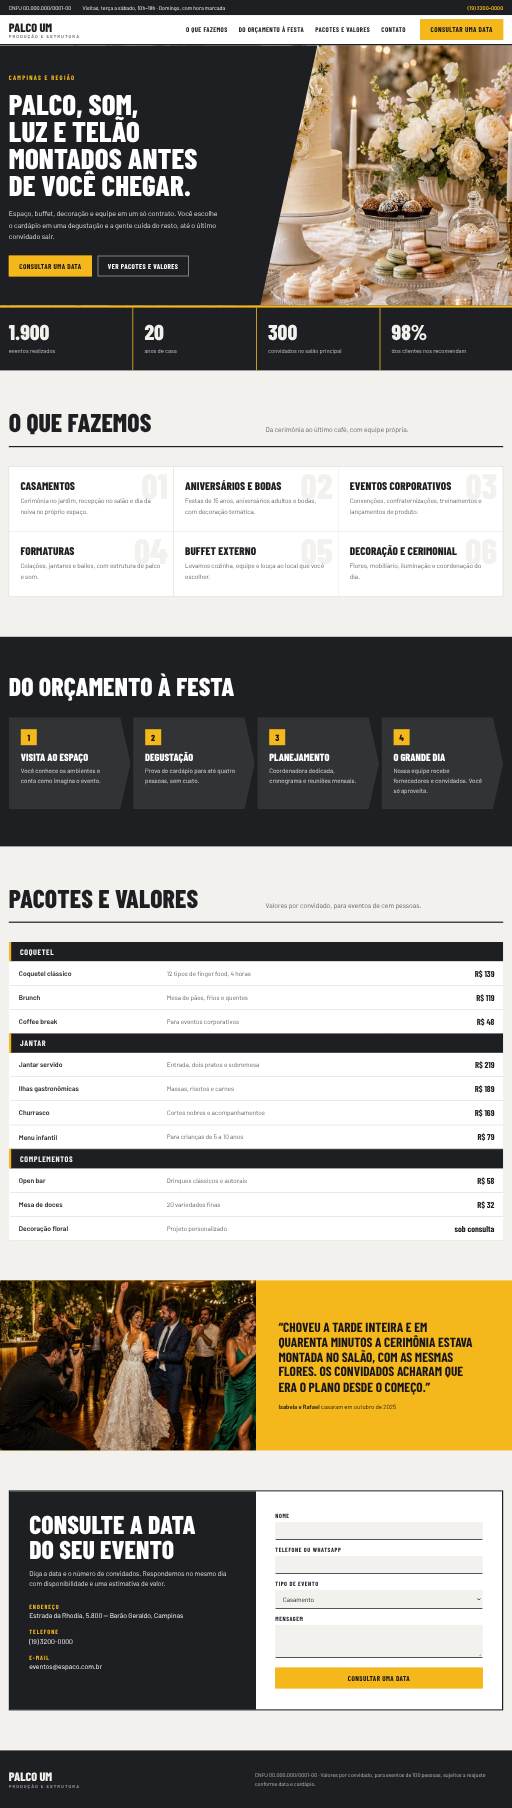 CNPJ 00.000.000/0001-00 Visitas, terça a sábado, 10h–19h · Domingo, com hora marcada (19) 3200-0000
PALCO UM
PRODUÇÃO E ESTRUTURA
O QUE FAZEMOS DO ORÇAMENTO À FESTA PACOTES E VALORES CONTATO CONSULTAR UMA DATA
CAMPINAS E REGIÃO
PALCO, SOM,
LUZ E TELÃO
MONTADOS ANTES
DE VOCÊ CHEGAR.
Espaço, buffet, decoração e equipe em um só contrato. Você escolhe
o cardápio em uma degustação e a gente cuida do resto, até o último
convidado sair.
CONSULTAR UMA DATA VER PACOTES E VALORES
1.900 20 300 98%
eventos realizados anos de casa convidados no salão principal dos clientes nos recomendam
O QUE FAZEMOS
Da cerimônia ao último café, com equipe própria.
CASAMENTOS 01
Cerimônia no jardim, recepção no salão e dia da
noiva no próprio espaço.
ANIVERSÁRIOS E BODAS 02
Festas de 15 anos, aniversários adultos e bodas,
com decoração temática.
EVENTOS CORPORATIVOS 03
Convenções, confraternizações, treinamentos e
lançamentos de produto.
FORMATURAS 04
Colações, jantares e bailes, com estrutura de palco
e som.
BUFFET EXTERNO 05
Levamos cozinha, equipe e louça ao local que você
escolher.
DECORAÇÃO E CERIMONIAL 06
Flores, mobiliário, iluminação e coordenação do
dia.
DO ORÇAMENTO À FESTA
1
VISITA AO ESPAÇO
Você conhece os ambientes e
conta como imagina o evento.
2
DEGUSTAÇÃO
Prova do cardápio para até quatro
pessoas, sem custo.
3
PLANEJAMENTO
Coordenadora dedicada,
cronograma e reuniões mensais.
4
O GRANDE DIA
Nossa equipe recebe
fornecedores e convidados. Você
só aproveita.
PACOTES E VALORES
Valores por convidado, para eventos de cem pessoas.
COQUETEL
Coquetel clássico 12 tipos de finger food, 4 horas R$ 139
Brunch Mesa de pães, frios e quentes R$ 119
Coffee break Para eventos corporativos R$ 48
JANTAR
Jantar servido Entrada, dois pratos e sobremesa R$ 219
Ilhas gastronômicas Massas, risotos e carnes R$ 189
Churrasco Cortes nobres e acompanhamentos R$ 169
Menu infantil Para crianças de 5 a 10 anos R$ 79
COMPLEMENTOS
Open bar Drinques clássicos e autorais R$ 58
Mesa de doces 20 variedades finas R$ 32
Decoração floral Projeto personalizado sob consulta
“CHOVEU A TARDE INTEIRA E EM
QUARENTA MINUTOS A CERIMÔNIA ESTAVA
MONTADA NO SALÃO, COM AS MESMAS
FLORES. OS CONVIDADOS ACHARAM QUE
ERA O PLANO DESDE O COMEÇO.”
Isabela e Rafael casaram em outubro de 2025
CONSULTE A DATA
DO SEU EVENTO
Diga a data e o número de convidados. Respondemos no mesmo dia
com disponibilidade e uma estimativa de valor.
ENDEREÇO
Estrada da Rhodia, 5.800 — Barão Geraldo, Campinas
TELEFONE
(19) 3200-0000
E-MAIL
eventos@espaco.com.br
NOME
TELEFONE OU WHATSAPP
TIPO DE EVENTO
Casamento
MENSAGEM
CONSULTAR UMA DATA
PALCO UM
PRODUÇÃO E ESTRUTURA
CNPJ 00.000.000/0001-00 · Valores por convidado, para eventos de 100 pessoas, sujeitos a reajuste
conforme data e cardápio.